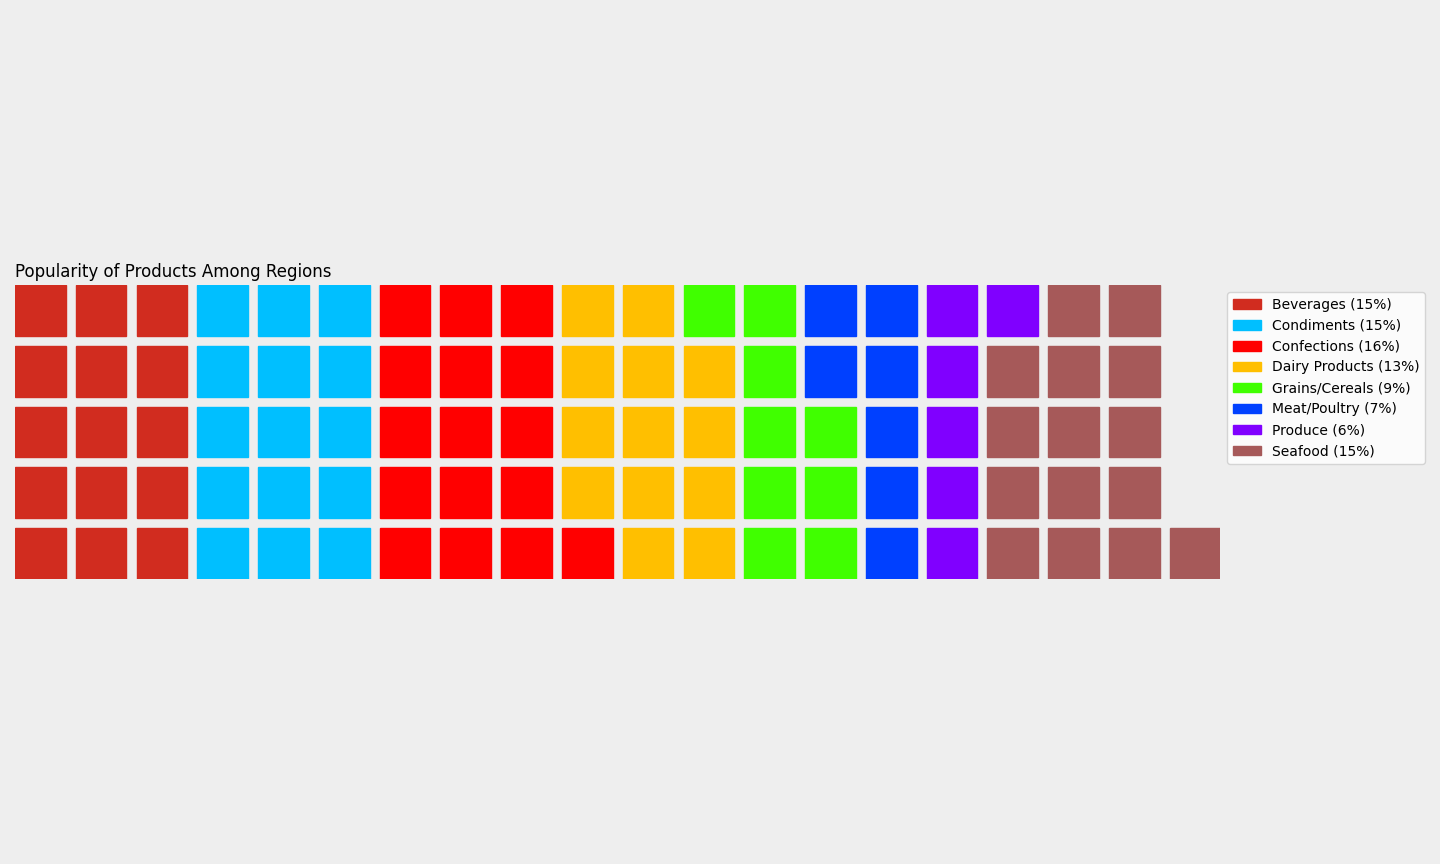 Popularity of Products Among Regions
Beverages (15%)
Condiments (15%)
Confections (16%)
Dairy Products (13%)
Grains/Cereals (9%)
Meat/Poultry (7%)
Produce (6%)
Seafood (15%)